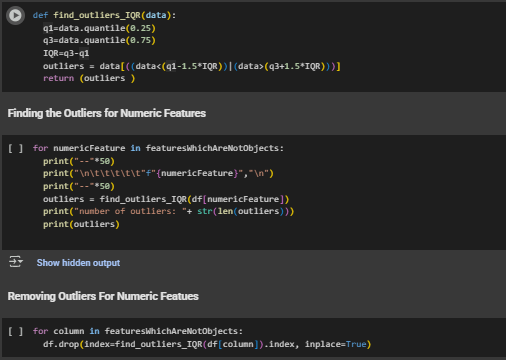 def find_outliers_IQR(data):
q1=data.quantile(0.25)
q3=data.quantile(0.75)
IQR=q3-q1
outliers = data[((data<(q1-1.5*IQR))|(data>(q3+1.5*IQR)))]
return (outliers )
Finding the Outliers for Numeric Features
[ ] for numericFeature in featuresWhichAreNotObjects:
print("--"*50)
print("\n\t\t\t\t\t"f"{numericFeature}","\n")
print("--"*50)
outliers = find_outliers_IQR(df[numericFeature])
print("number of outliers: "+ str(len(outliers)))
print(outliers)
Show hidden output
Removing Outliers For Numeric Featues
[ ] for column in featuresWhichAreNotObjects:
df.drop(index=find_outliers_IQR(df[column]).index, inplace=True)